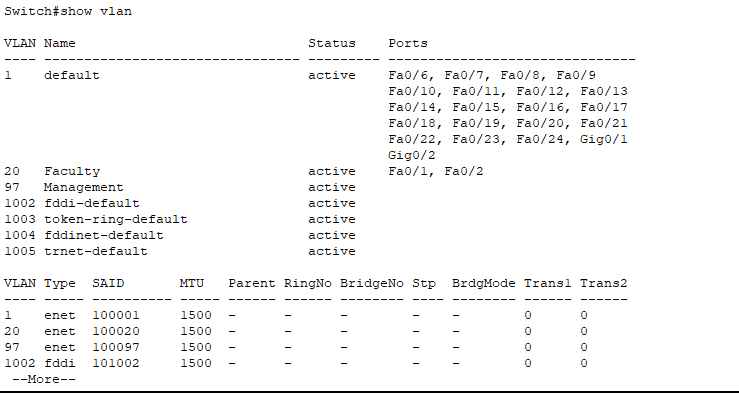 Switch#show vlan
VLAN Name                             Status    Ports
---- -------------------------------- --------- -------------------------------
1    default                          active    Fa0/6, Fa0/7, Fa0/8, Fa0/9
                                                Fa0/10, Fa0/11, Fa0/12, Fa0/13
                                                Fa0/14, Fa0/15, Fa0/16, Fa0/17
                                                Fa0/18, Fa0/19, Fa0/20, Fa0/21
                                                Fa0/22, Fa0/23, Fa0/24, Gig0/1
                                                Gig0/2
20   Faculty                          active    Fa0/1, Fa0/2
97   Management                       active
1002 fddi-default                     active
1003 token-ring-default               active
1004 fddinet-default                  active
1005 trnet-default                    active
VLAN Type  SAID       MTU   Parent RingNo BridgeNo Stp  BrdgMode Trans1 Trans2
---- ----- ---------- ----- ------ ------ -------- ---- -------- ------ ------
1    enet  100001     1500  -      -      -        -    -        0      0
20   enet  100020     1500  -      -      -        -    -        0      0
97   enet  100097     1500  -      -      -        -    -        0      0
1002 fddi  101002     1500  -      -      -        -    -        0      0
 --More--